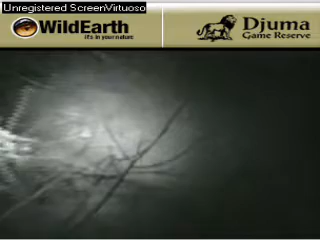 Unregistered ScreenVirtuoso
WildEarth
it's in your nature
Djuma
Game Reserve